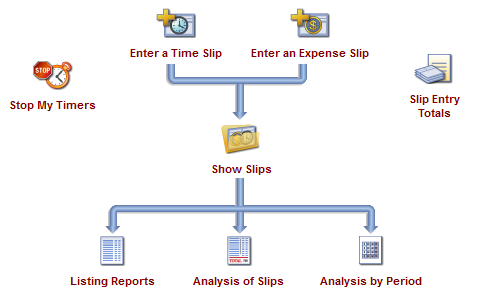 Enter a Time Slip
Enter an Expense Slip
STOP
Stop My Timers
Slip Entry
Totals
Show Slips
TOTAL
Listing Reports
Analysis of Slips
Analysis by Period